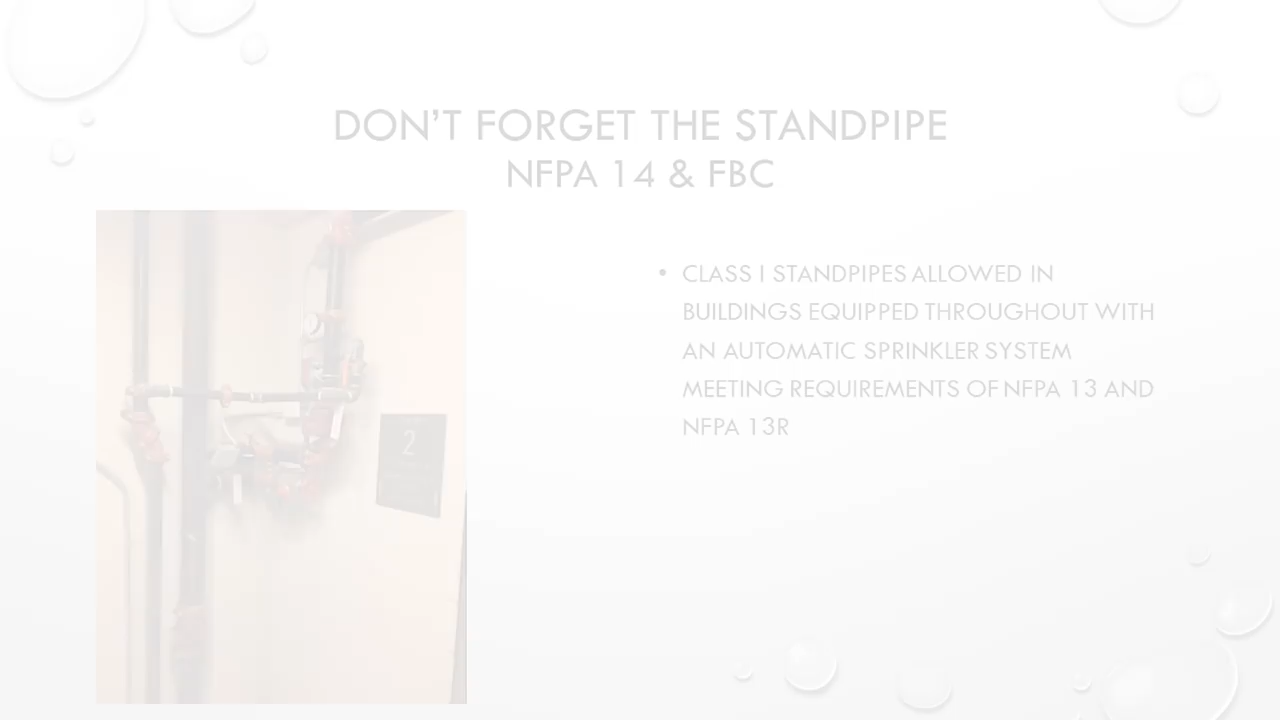 DON'T FORGET THE STANDPIPE
NFPA 14 & FBC
• CLASS I STANDPIPES ALLOWED IN
BUILDINGS EQUIPPED THROUGHOUT WITH
AN AUTOMATIC SPRINKLER SYSTEM
MEETING REQUIREMENTS OF NFPA 13 AND
NFPA 13R
2